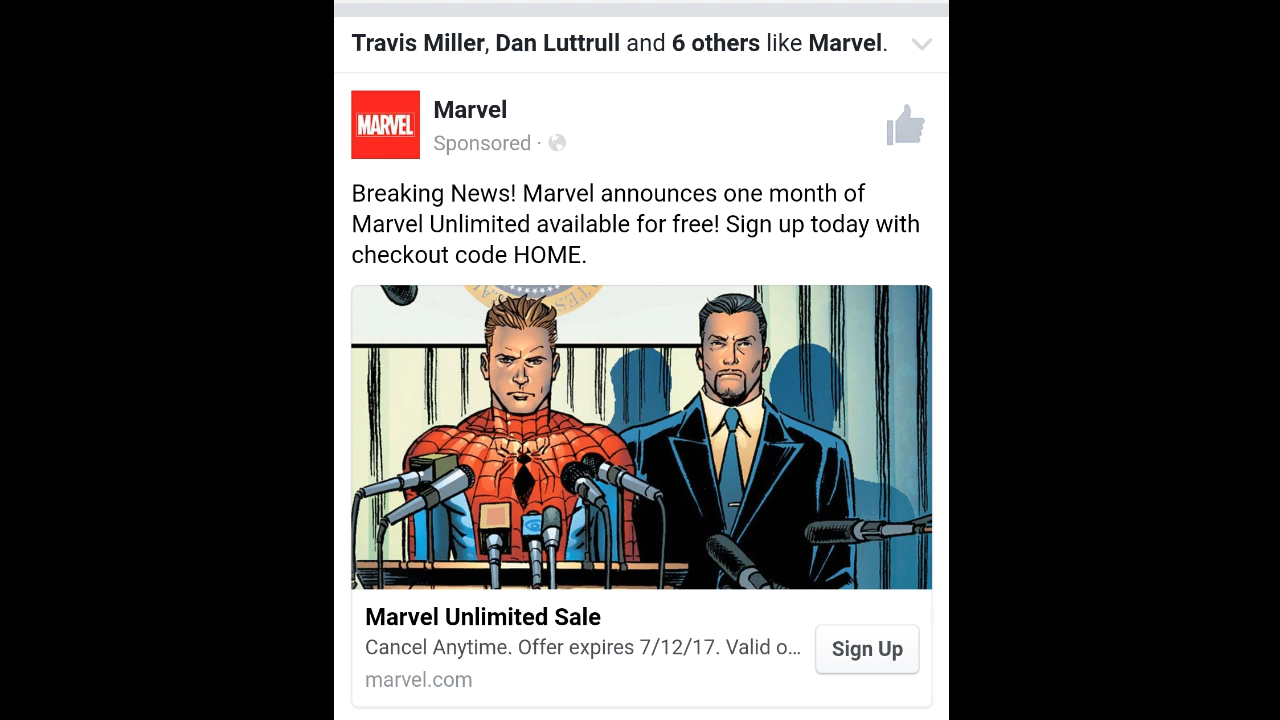 Travis Miller, Dan Luttrull and 6 others like Marvel.
MARVEL
Marvel
Sponsored ·
Breaking News! Marvel announces one month of
Marvel Unlimited available for free! Sign up today with
checkout code HOME.
Marvel Unlimited Sale
Cancel Anytime. Offer expires 7/12/17. Valid o...
Sign Up
marvel.com